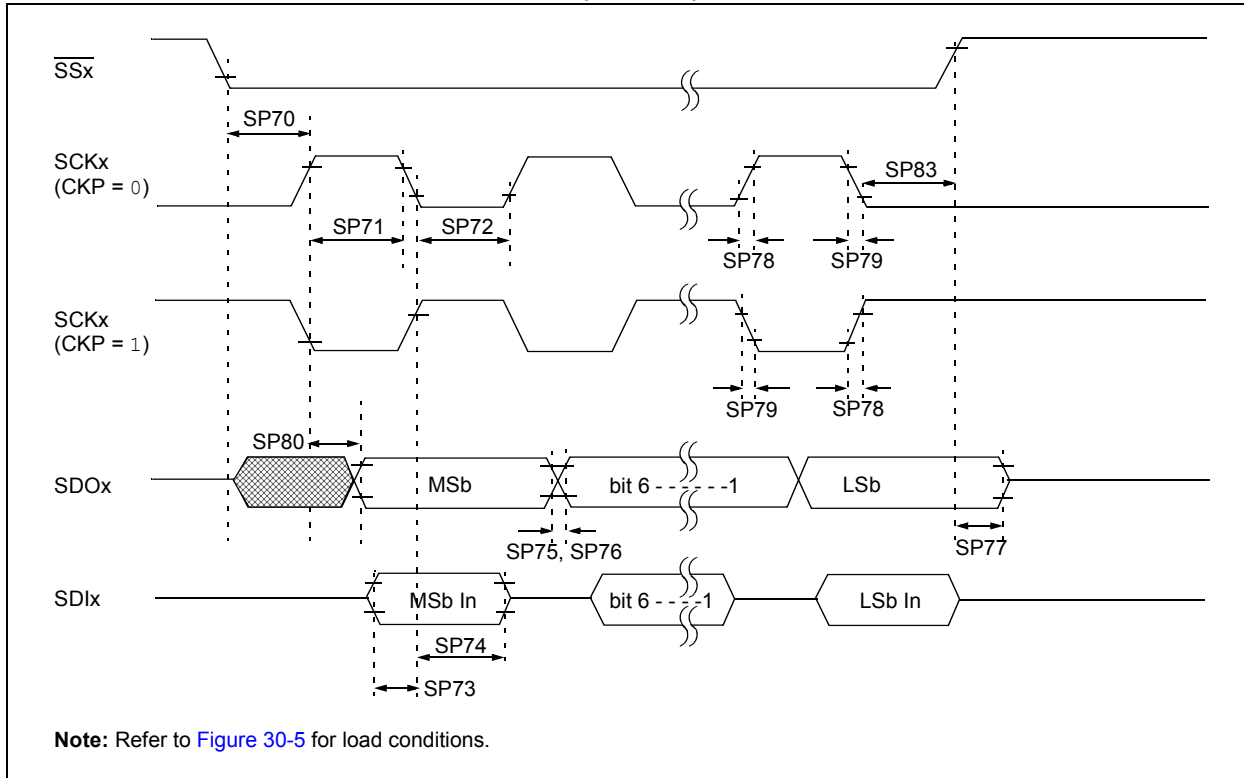 SSx
SP70
SCKx
(CKP = 0)
SP83
SP71
SP72
SP78
SP79
SCKx
(CKP = 1)
SP79
SP78
SP80
SDOx
MSb
bit 6 - - - - - -1
LSb
SP75, SP76
SP77
SDIx
MSb In
bit 6 - - - -1
LSb In
SP74
SP73
Note: Refer to Figure 30-5 for load conditions.